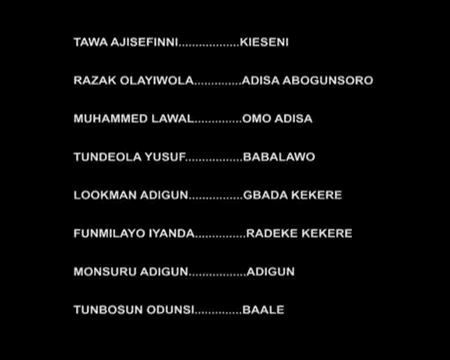 TAWA AJISEFINNI..................KIESENI
RAZAK OLAYIWOLA..............ADISA ABOGUNSORO
MUHAMMED LAWAL..............OMO ADISA
TUNDEOLA YUSUF.................BABALAWO
LOOKMAN ADIGUN................GBADA KEKERE
FUNMILAYO IYANDA...............RADEKE KEKERE
MONSURU ADIGUN.................ADIGUN
TUNBOSUN ODUNSI..............BAALE